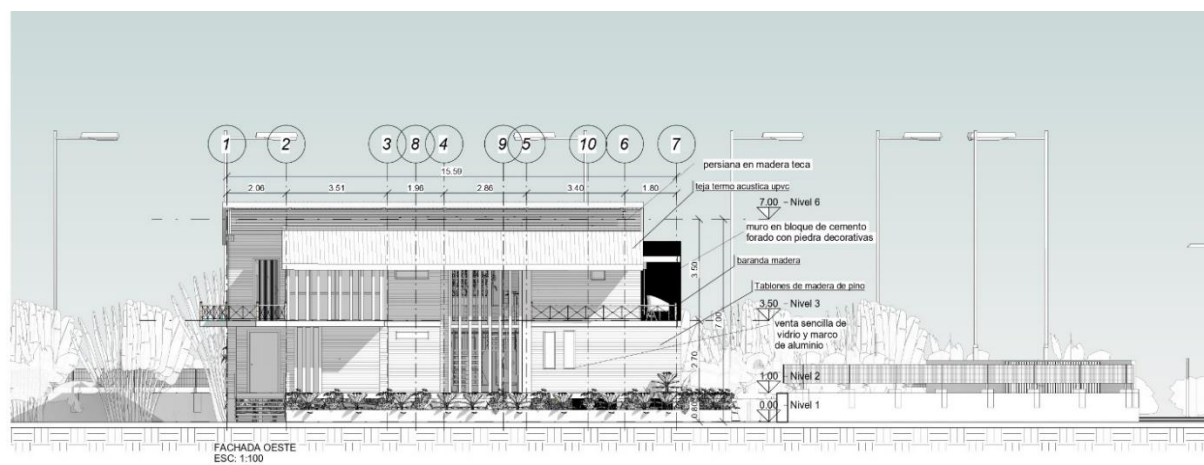 1 2 3 8 4 9 5 10 6 7
15.59
2.06 3.51 1.96 2.86 3.40 1.80
persiana en madera teca
teja termo acustica upvc
7.00 - Nivel 6
muro en bloque de cemento
forado con piedra decorativas
baranda madera
3.50
Tablones de madera de pino
3.50 - Nivel 3
7.00
venta sencilla de
vidrio y marco
de aluminio
2.70
1.00 - Nivel 2
0.00 - Nivel 1
0.80
FACHADA OESTE
ESC: 1:100